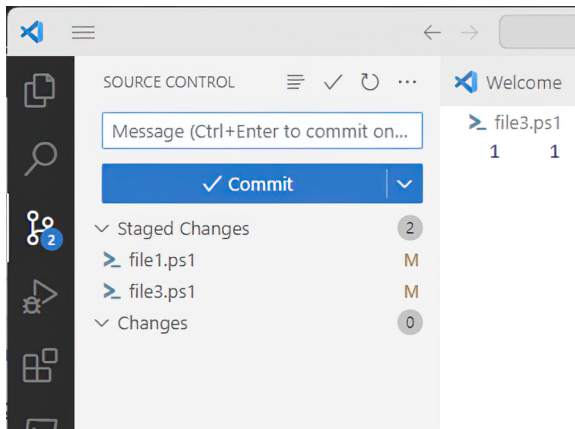 SOURCE CONTROL
Welcome
Message (Ctrl+Enter to commit on...
file3.ps1
1 1
Commit
Staged Changes 2
2
file1.ps1 M
file3.ps1 M
Changes 0